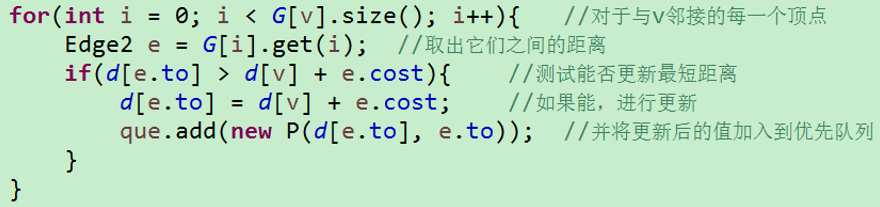 for(int i = 0; i < G[v].size(); i++){ //对于与v邻接的每一个顶点
Edge2 e = G[i].get(i); //取出它们之间的距离
if(d[e.to] > d[v] + e.cost){ //测试能否更新最短距离
d[e.to] = d[v] + e.cost; //如果能，进行更新
que.add(new P(d[e.to], e.to)); //并将更新后的值加入到优先队列
}
}